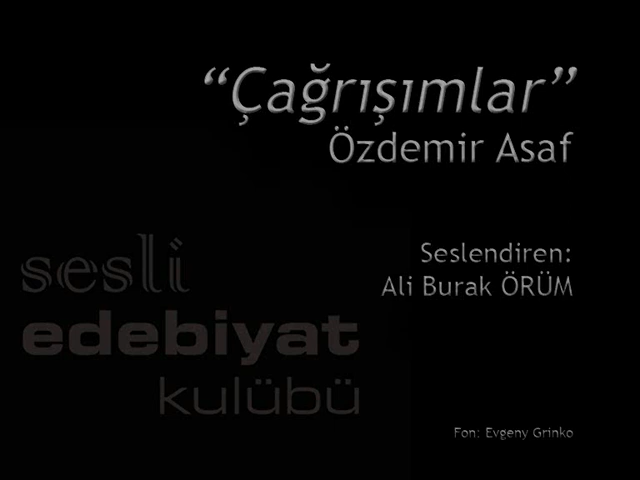 “Çağrışımlar”
Özdemir Asaf
Seslendiren:
Ali Burak ÖRÜM
sesli
edebiyat
kulübü
Fon: Evgeny Grinko